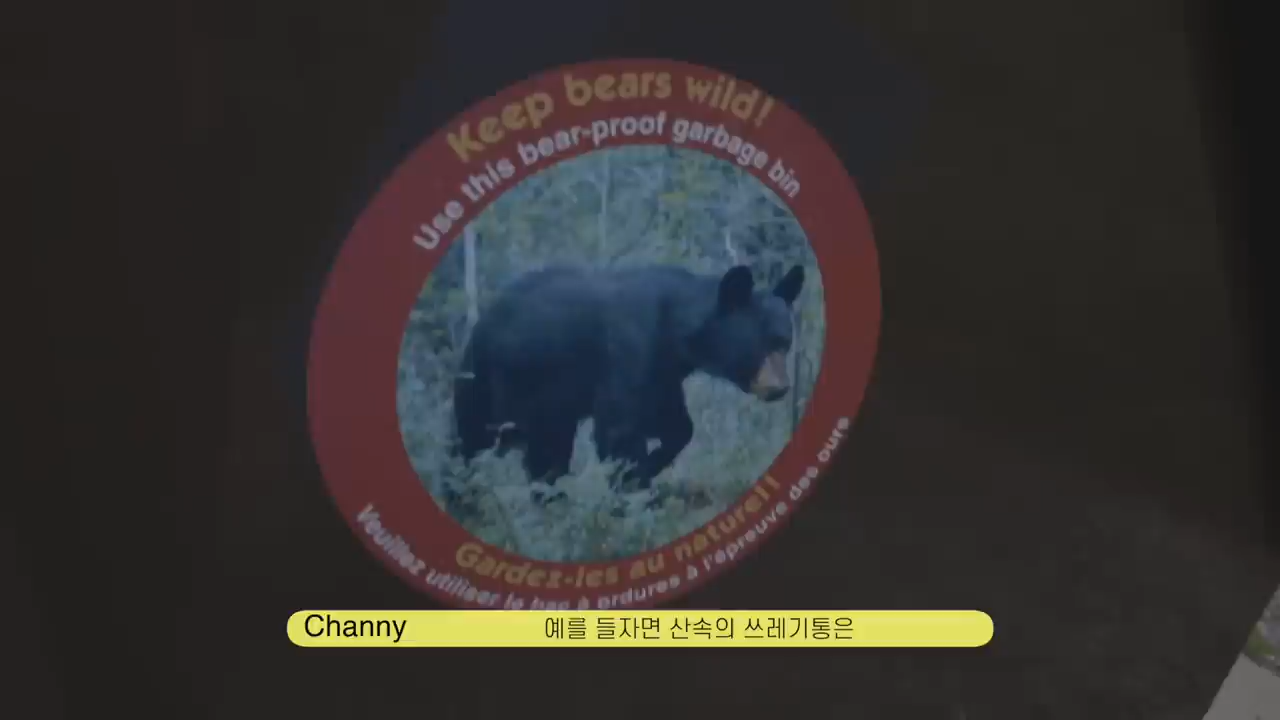 Keep bears wild!
Use this bear-proof garbage bin
Gardez-les au naturel!
Veuillez utiliser le bac à ordures à l'épreuve des ours
Channy
예를 들자면 산속의 쓰레기통은